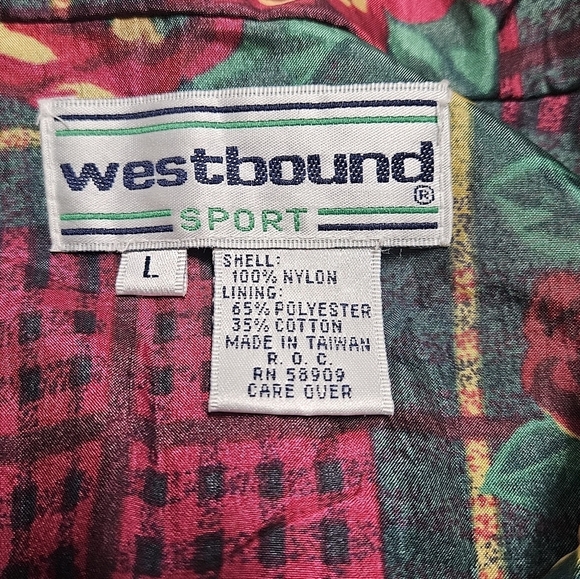 westbound®
SPORT
L
SHELL:
100% NYLON
LINING:
65% POLYESTER
35% COTTON
MADE IN TAIWAN
R. O. C.
RN 58909
CARE OVER